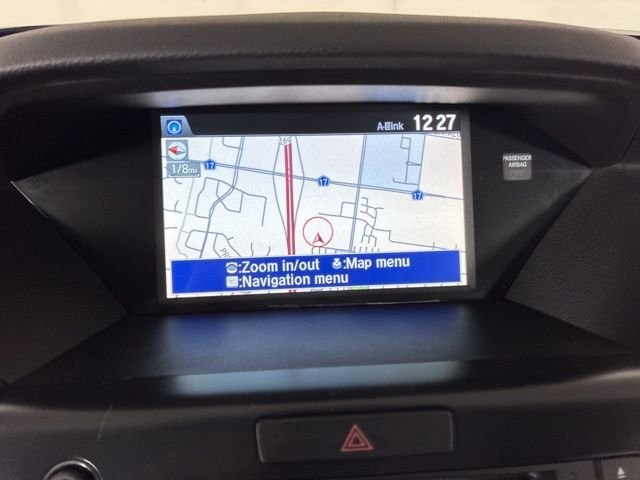 AcuraLink 12 27
169
1/8mi
17
17
17
PASSENGER
AIRBAG
:Zoom in/out :Map menu
:Navigation menu